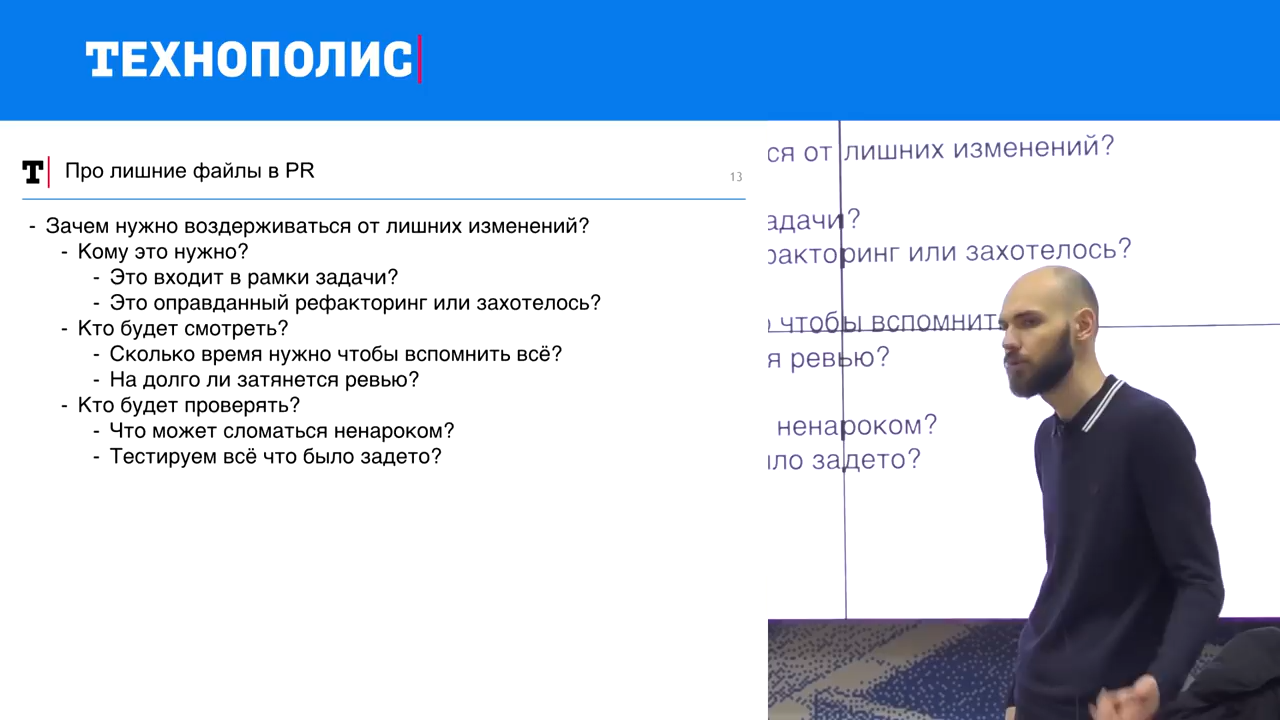 ТЕХНОПОЛИС
Т Про лишние файлы в PR
13
- Зачем нужно воздерживаться от лишних изменений?
- Кому это нужно?
- Это входит в рамки задачи?
- Это оправданный рефакторинг или захотелось?
- Кто будет смотреть?
- Сколько время нужно чтобы вспомнить всё?
- На долго ли затянется ревью?
- Кто будет проверять?
- Что может сломаться ненароком?
- Тестируем всё что было задето?
ся от лишних изменений?
адачи?
факторинг или захотелось?
о чтобы вспомнить
я ревью?
ненароком?
ыло задето?